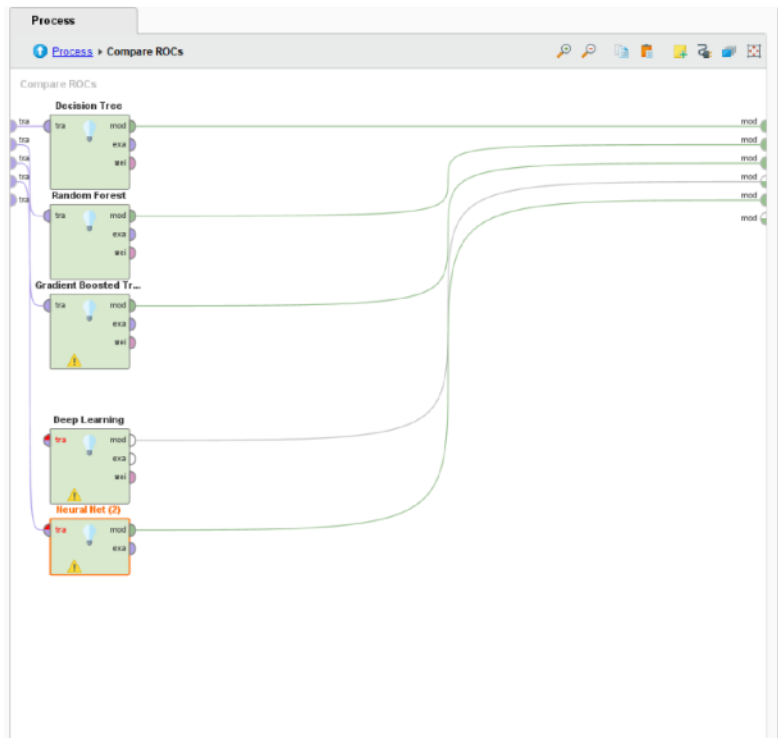 Process
Process ▸ Compare ROCs
Compare ROCs
Decision Tree
tra
tra mod
mod
tra
exa
mod
tra
wei
mod
tra
Random Forest
mod
tra
tra mod
mod
exa
mod
wei
Gradient Boosted Tr...
tra mod
exa
wei
Deep Learning
tra mod
exa
wei
Neural Net (2)
tra mod
exa